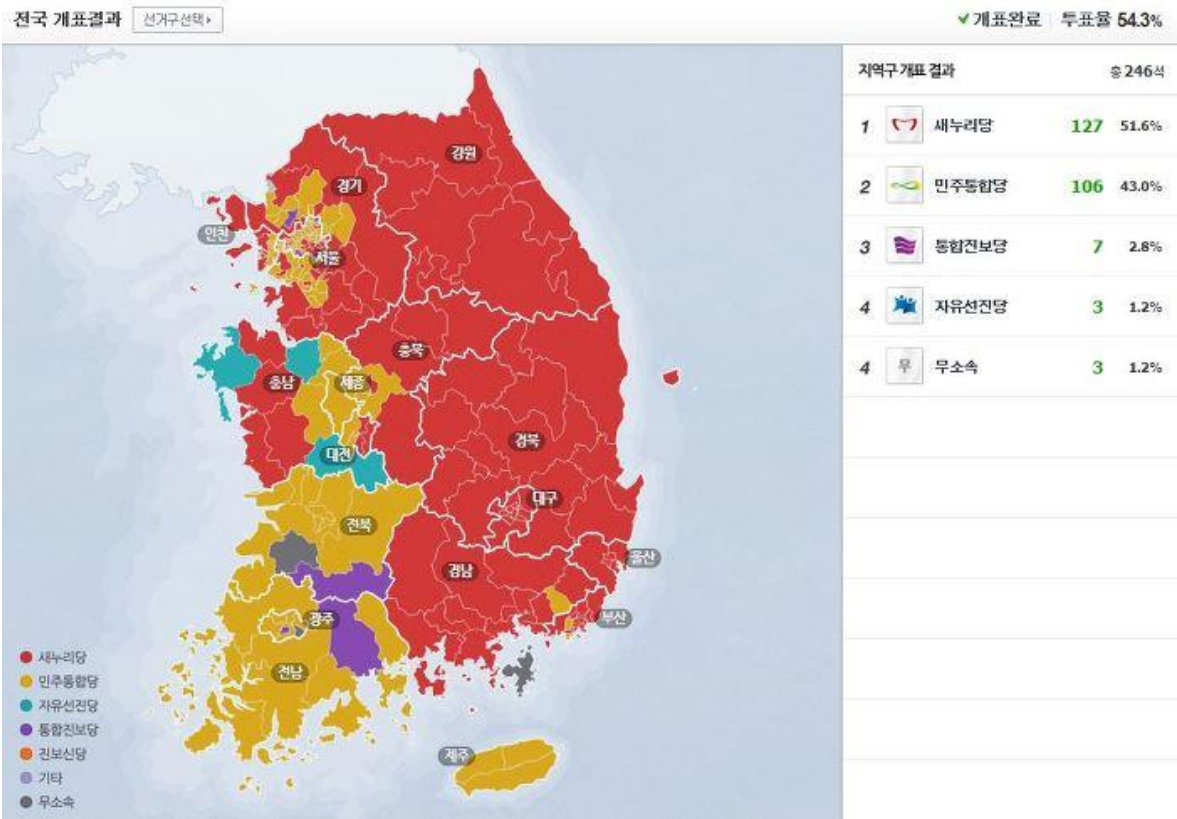 전국 개표결과 선거구선택▸ ✔개표완료 투표율 54.3%
지역구 개표 결과 총 246석
1 새누리당 127 51.6%
2 민주통합당 106 43.0%
3 통합진보당 7 2.8%
4 자유선진당 3 1.2%
4 무 무소속 3 1.2%
강원
경기
인천
서울
충북
충남
세종
경북
대전
대구
전북
울산
경남
부산
광주
전남
제주
새누리당
민주통합당
자유선진당
통합진보당
진보신당
기타
무소속